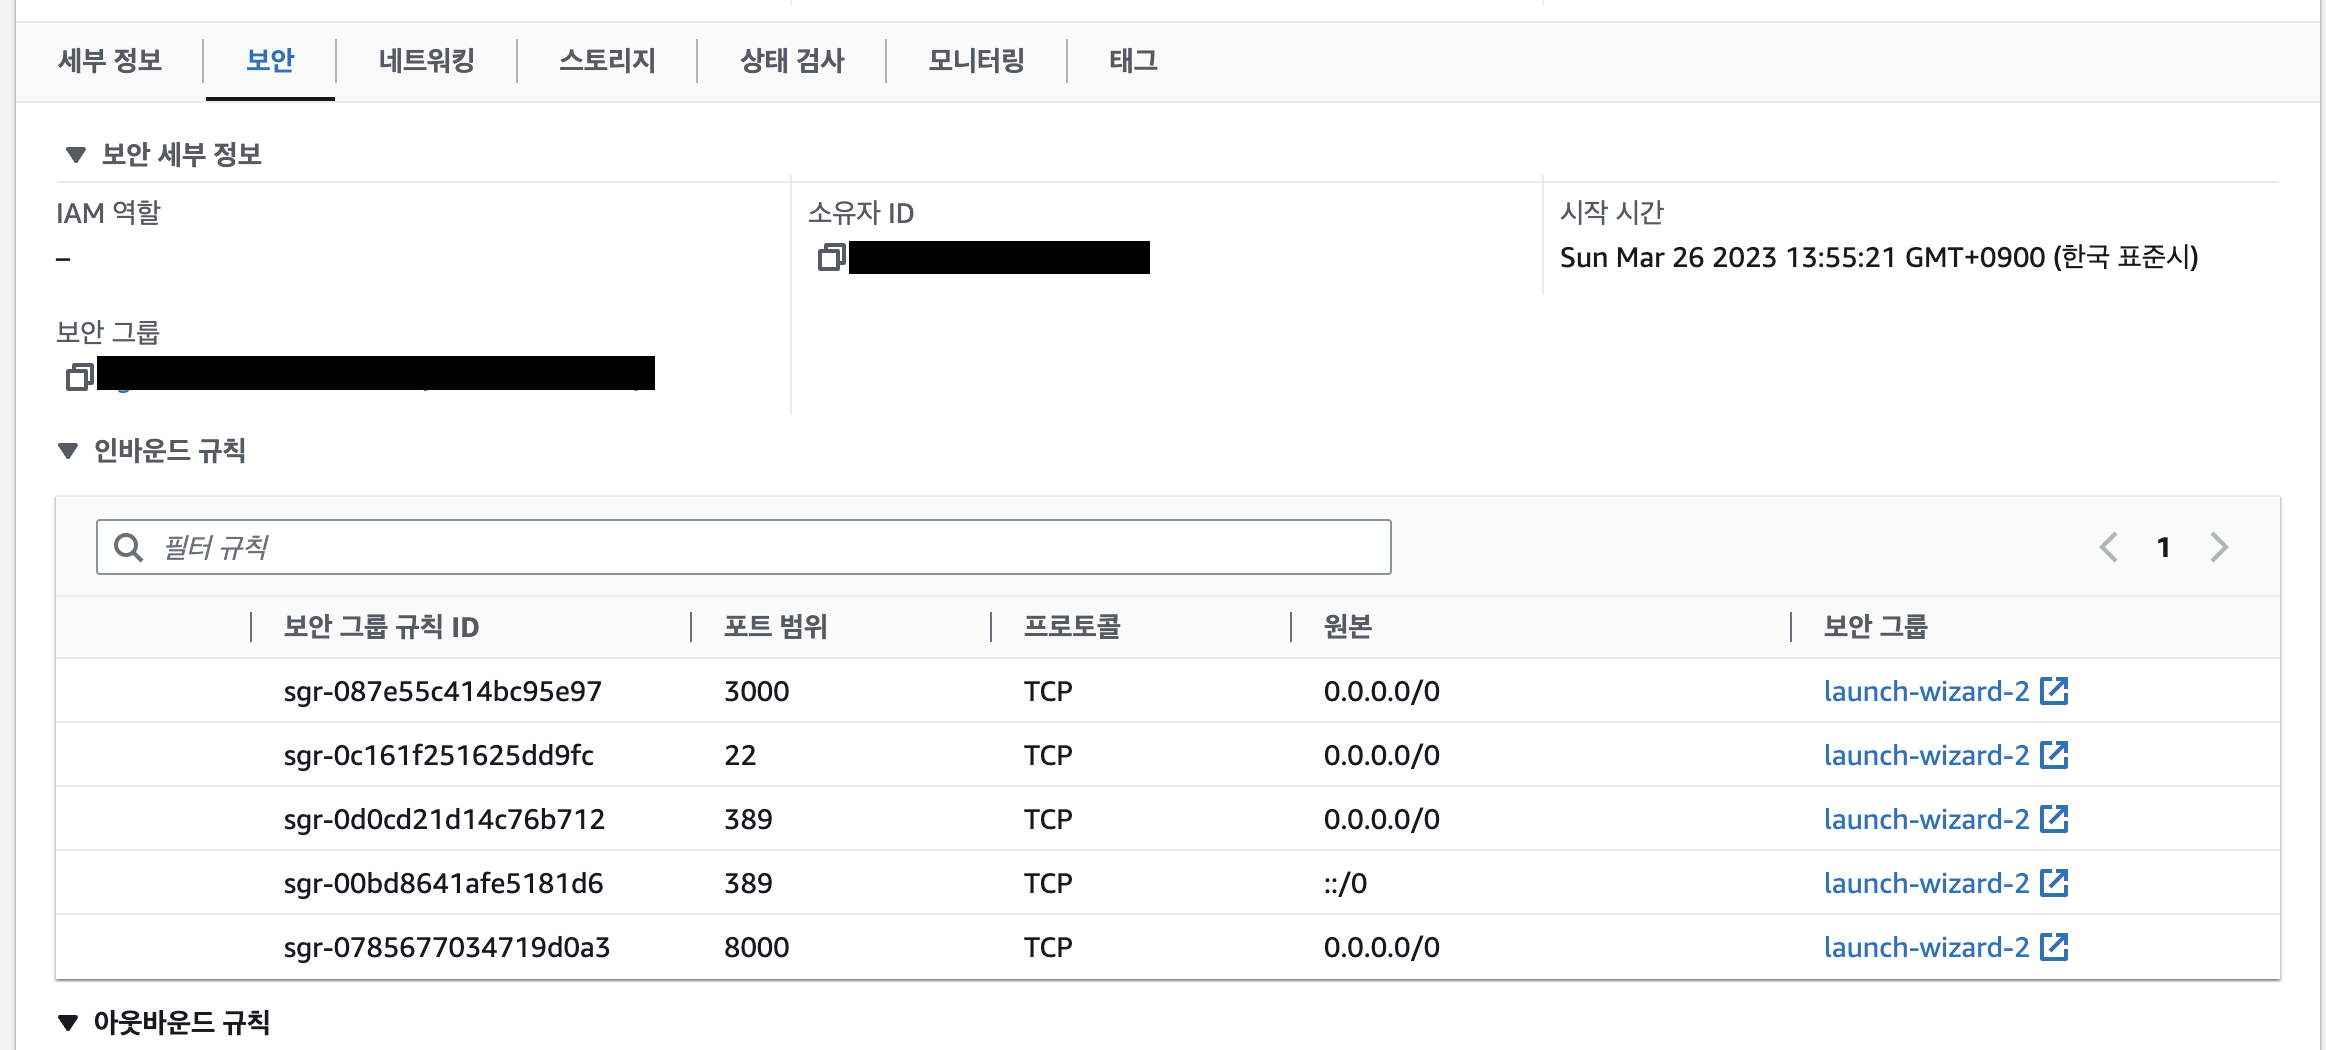 세부 정보 보안 네트워킹 스토리지 상태 검사 모니터링 태그
▼ 보안 세부 정보
IAM 역할 소유자 ID 시작 시간
– Sun Mar 26 2023 13:55:21 GMT+0900 (한국 표준시)
보안 그룹
▼ 인바운드 규칙
필터 규칙 1
보안 그룹 규칙 ID 포트 범위 프로토콜 원본 보안 그룹
sgr-087e55c414bc95e97 3000 TCP 0.0.0.0/0 launch-wizard-2
sgr-0c161f251625dd9fc 22 TCP 0.0.0.0/0 launch-wizard-2
sgr-0d0cd21d14c76b712 389 TCP 0.0.0.0/0 launch-wizard-2
sgr-00bd8641afe5181d6 389 TCP ::/0 launch-wizard-2
sgr-0785677034719d0a3 8000 TCP 0.0.0.0/0 launch-wizard-2
▼ 아웃바운드 규칙